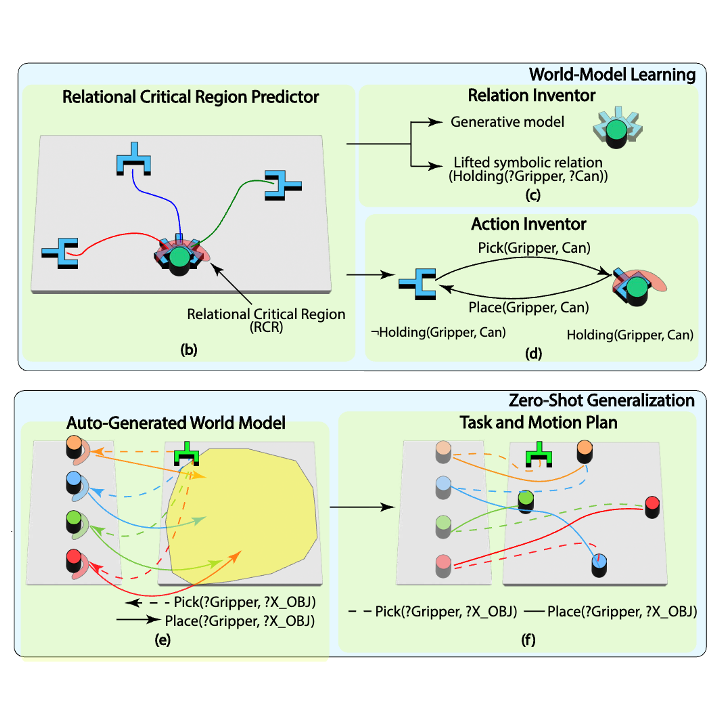 World-Model Learning
Relational Critical Region Predictor
Relational Critical Region
(RCR)
(b)
Relation Inventor
Generative model
Lifted symbolic relation
(Holding(?Gripper, ?Can))
(c)
Action Inventor
Pick(Gripper, Can)
Place(Gripper, Can)
¬Holding(Gripper, Can)
Holding(Gripper, Can)
(d)
Zero-Shot Generalization
Auto-Generated World Model
Pick(?Gripper, ?X_OBJ)
Place(?Gripper, ?X_OBJ)
(e)
Task and Motion Plan
Pick(?Gripper, ?X_OBJ)
Place(?Gripper, ?X_OBJ)
(f)